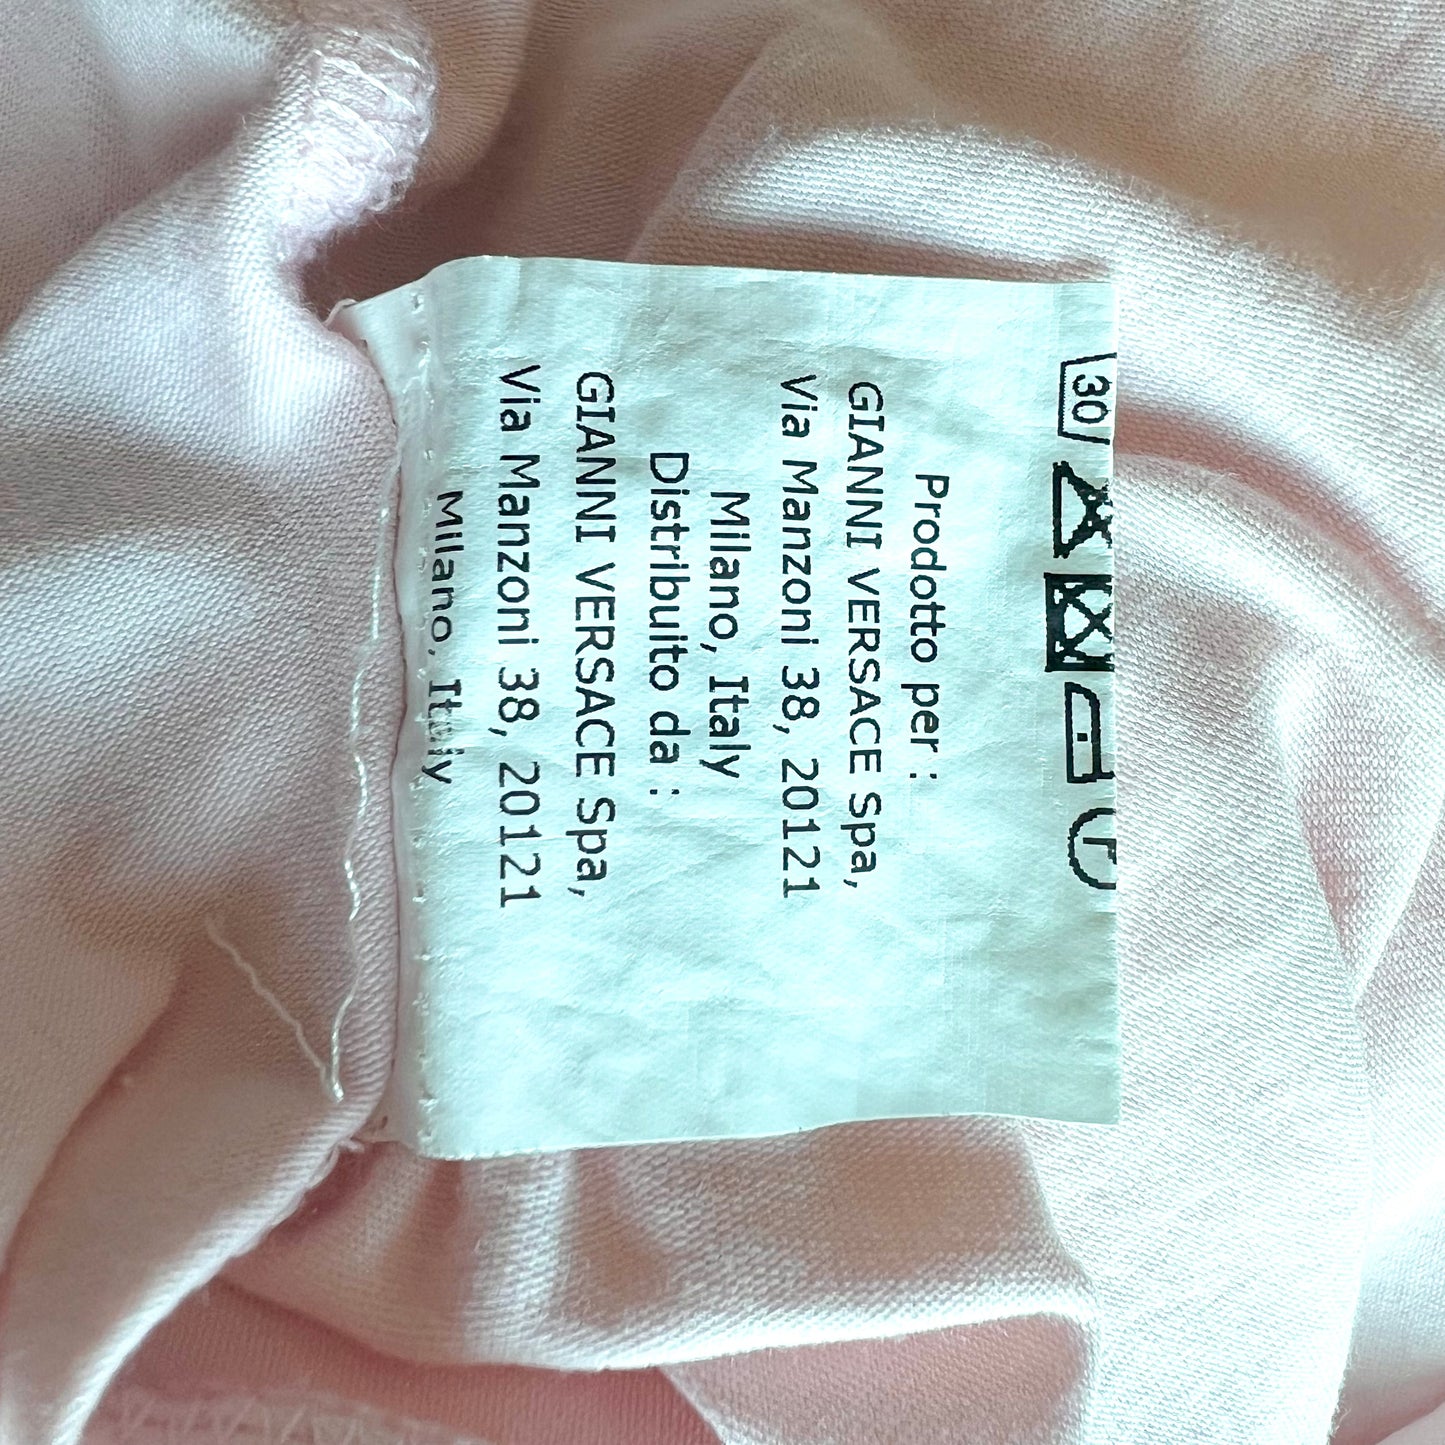 30
P
Prodotto per :
GIANNI VERSACE Spa,
Via Manzoni 38, 20121
Milano, Italy
Distribuito da :
GIANNI VERSACE Spa,
Via Manzoni 38, 20121
Milano, Italy